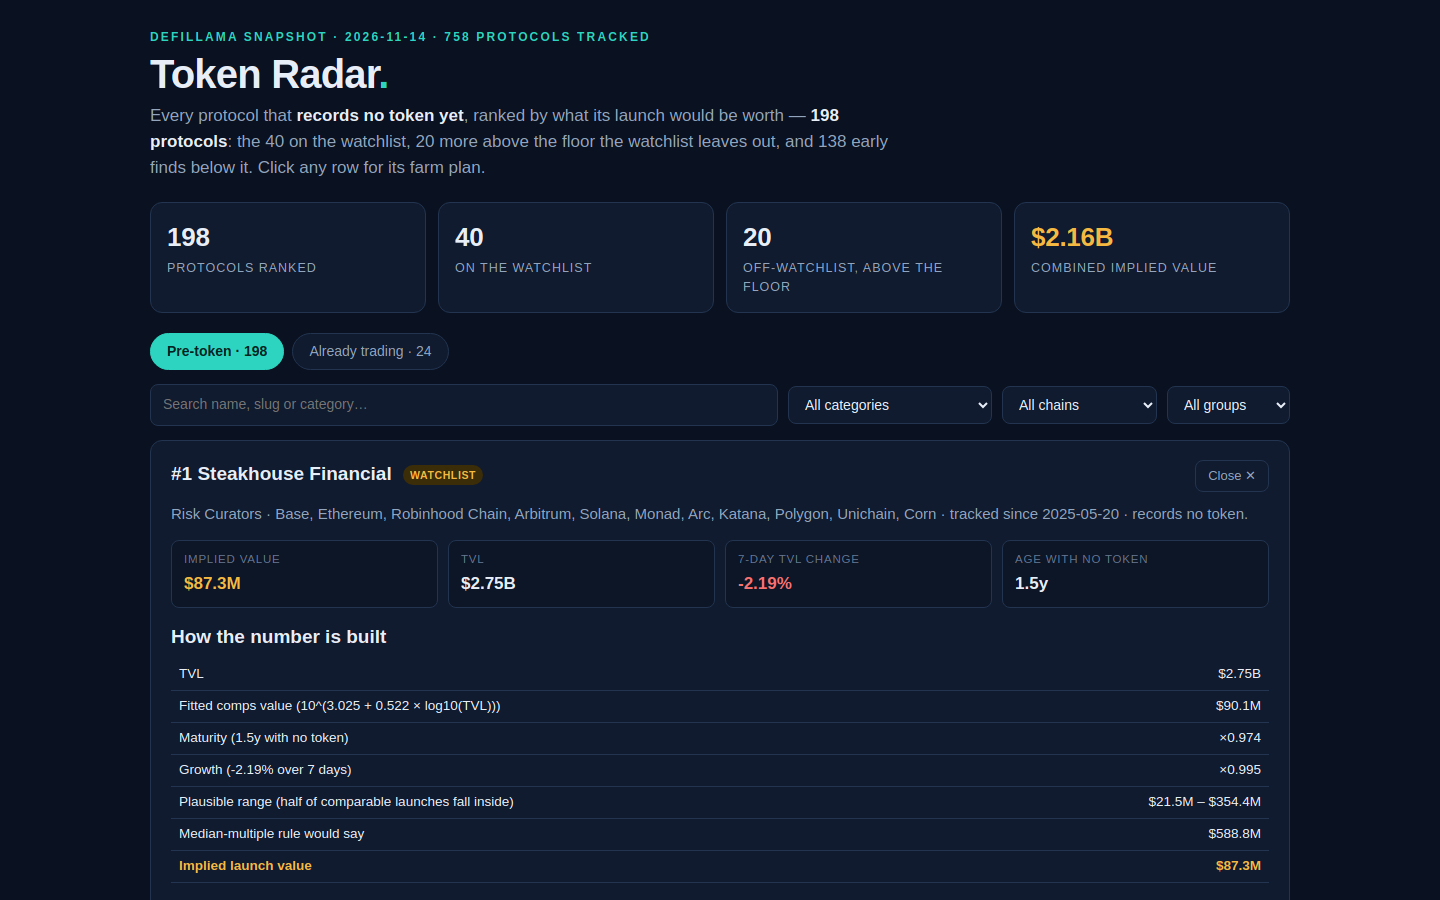 DEFILLAMA SNAPSHOT · 2026-11-14 · 758 PROTOCOLS TRACKED
Token Radar.
Every protocol that records no token yet, ranked by what its launch would be worth — 198
protocols: the 40 on the watchlist, 20 more above the floor the watchlist leaves out, and 138 early
finds below it. Click any row for its farm plan.
198
PROTOCOLS RANKED
40
ON THE WATCHLIST
20
OFF-WATCHLIST, ABOVE THE
FLOOR
$2.16B
COMBINED IMPLIED VALUE
Pre-token · 198
Already trading · 24
Search name, slug or category…
All categories
All chains
All groups
#1 Steakhouse Financial WATCHLIST
Close ✕
Risk Curators · Base, Ethereum, Robinhood Chain, Arbitrum, Solana, Monad, Arc, Katana, Polygon, Unichain, Corn · tracked since 2025-05-20 · records no token.
IMPLIED VALUE
$87.3M
TVL
$2.75B
7-DAY TVL CHANGE
-2.19%
AGE WITH NO TOKEN
1.5y
How the number is built
TVL $2.75B
Fitted comps value (10^(3.025 + 0.522 × log10(TVL))) $90.1M
Maturity (1.5y with no token) ×0.974
Growth (-2.19% over 7 days) ×0.995
Plausible range (half of comparable launches fall inside) $21.5M – $354.4M
Median-multiple rule would say $588.8M
Implied launch value $87.3M